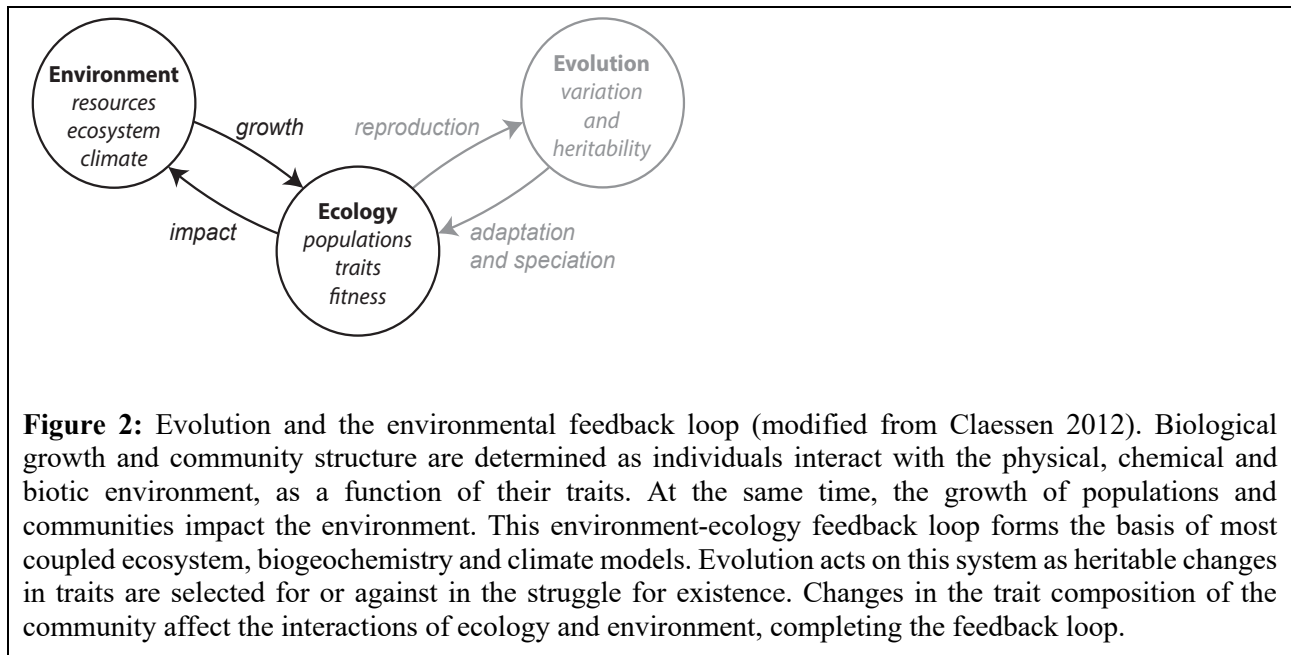 Environment
resources
ecosystem
climate
growth
impact
Ecology
populations
traits
fitness
reproduction
Evolution
variation
and
heritability
adaptation
and speciation
Figure 2: Evolution and the environmental feedback loop (modified from Claessen 2012). Biological
growth and community structure are determined as individuals interact with the physical, chemical and
biotic environment, as a function of their traits. At the same time, the growth of populations and
communities impact the environment. This environment-ecology feedback loop forms the basis of most
coupled ecosystem, biogeochemistry and climate models. Evolution acts on this system as heritable changes
in traits are selected for or against in the struggle for existence. Changes in the trait composition of the
community affect the interactions of ecology and environment, completing the feedback loop.